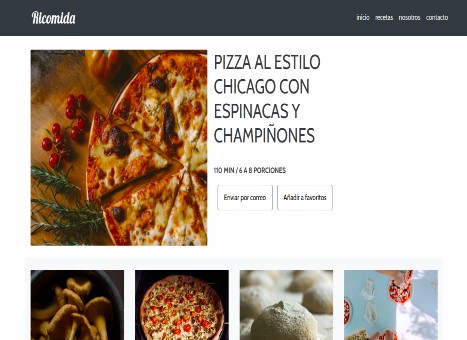 Ricomida
inicio recetas nosotros contacto
PIZZA AL ESTILO
CHICAGO CON
ESPINACAS Y
CHAMPIÑONES
110 MIN / 6 A 8 PORCIONES
Enviar por correo Añadir a favoritos